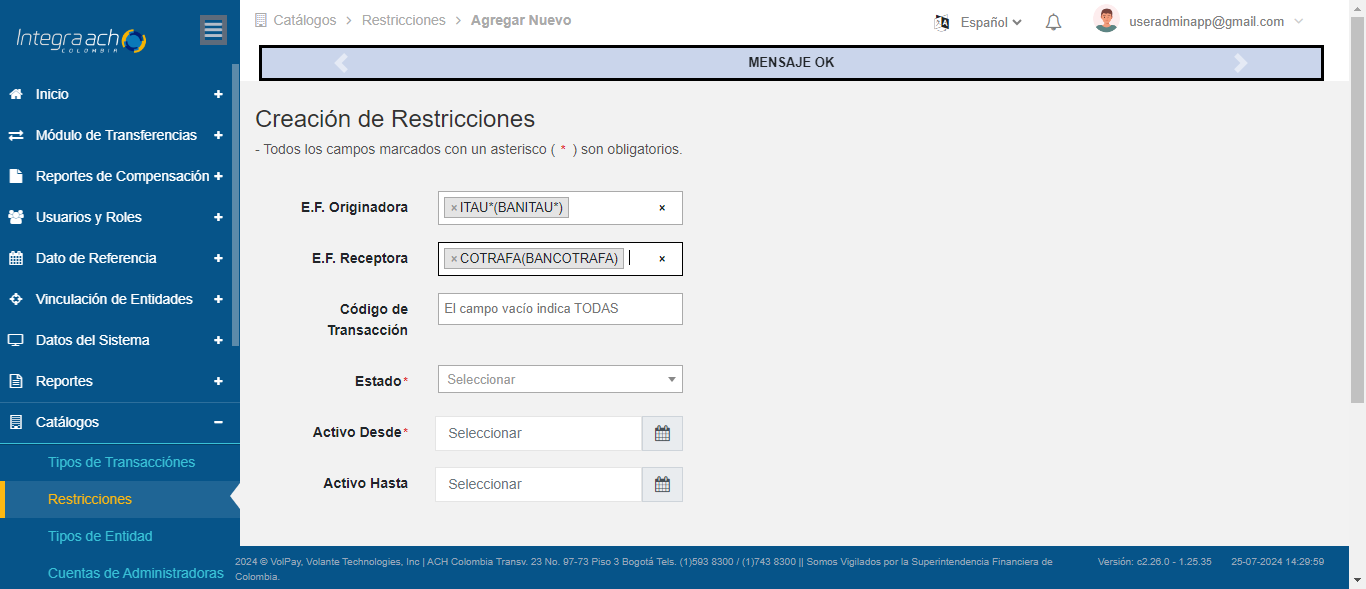 Integra ach
COLOMBIA
Catálogos > Restricciones > Agregar Nuevo
Español
useradminapp@gmail.com
MENSAJE OK
Inicio +
Módulo de Transferencias +
Reportes de Compensación +
Usuarios y Roles +
Dato de Referencia +
Vinculación de Entidades +
Datos del Sistema +
Reportes +
Catálogos −
Tipos de Transacciónes
Restricciones
Tipos de Entidad
Cuentas de Administradoras
Creación de Restricciones
- Todos los campos marcados con un asterisco ( * ) son obligatorios.
E.F. Originadora × ITAU*(BANITAU*) ×
E.F. Receptora × COTRAFA(BANCOTRAFA) ×
Código de
Transacción
El campo vacío indica TODAS
Estado* Seleccionar
Activo Desde* Seleccionar
Activo Hasta Seleccionar
2024 © VolPay, Volante Technologies, Inc | ACH Colombia Transv. 23 No. 97-73 Piso 3 Bogotá Tels. (1)593 8300 / (1)743 8300 || Somos Vigilados por la Superintendencia Financiera de
Colombia.
Versión: c2.26.0 - 1.25.35 25-07-2024 14:29:59